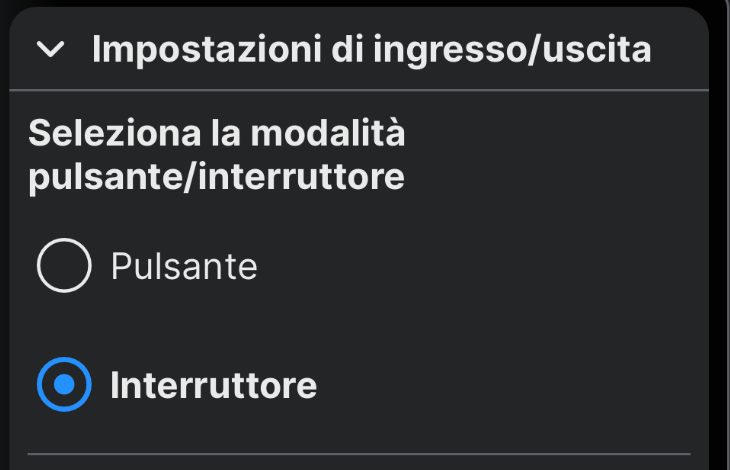 Impostazioni di ingresso/uscita
Seleziona la modalità
pulsante/interruttore
Pulsante
Interruttore